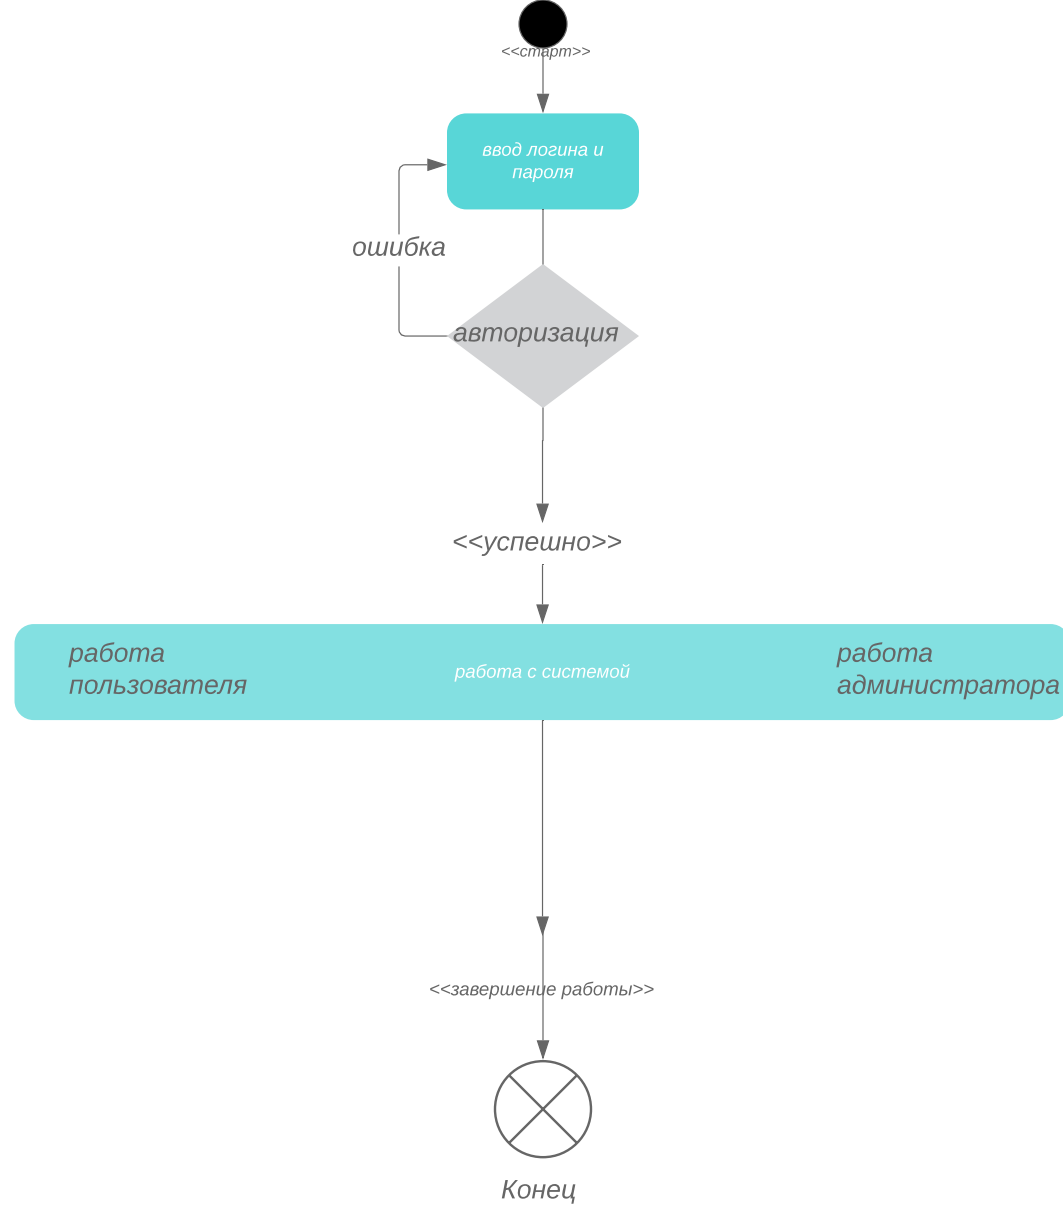 <<старт>>
ввод логина и
пароля
ошибка
авторизация
<<успешно>>
работа
пользователя
работа с системой
работа
администратора
<<завершение работы>>
Конец